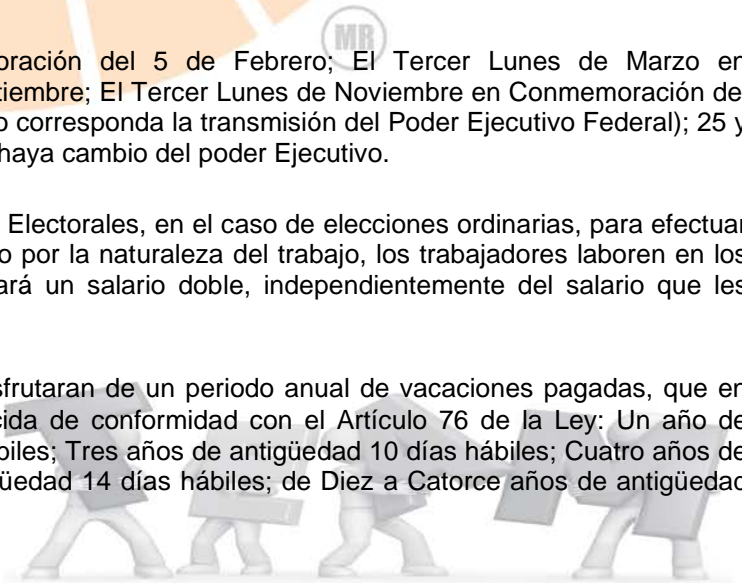 MR
oración del 5 de Febrero; El Tercer Lunes de Marzo en
tiembre; El Tercer Lunes de Noviembre en Conmemoración de
o corresponda la transmisión del Poder Ejecutivo Federal); 25 y
haya cambio del poder Ejecutivo.
Electorales, en el caso de elecciones ordinarias, para efectuar
o por la naturaleza del trabajo, los trabajadores laboren en los
ará un salario doble, independientemente del salario que les
sfrutaran de un periodo anual de vacaciones pagadas, que en
cida de conformidad con el Artículo 76 de la Ley: Un año de
biles; Tres años de antigüedad 10 días hábiles; Cuatro años de
üedad 14 días hábiles; de Diez a Catorce años de antigüedad